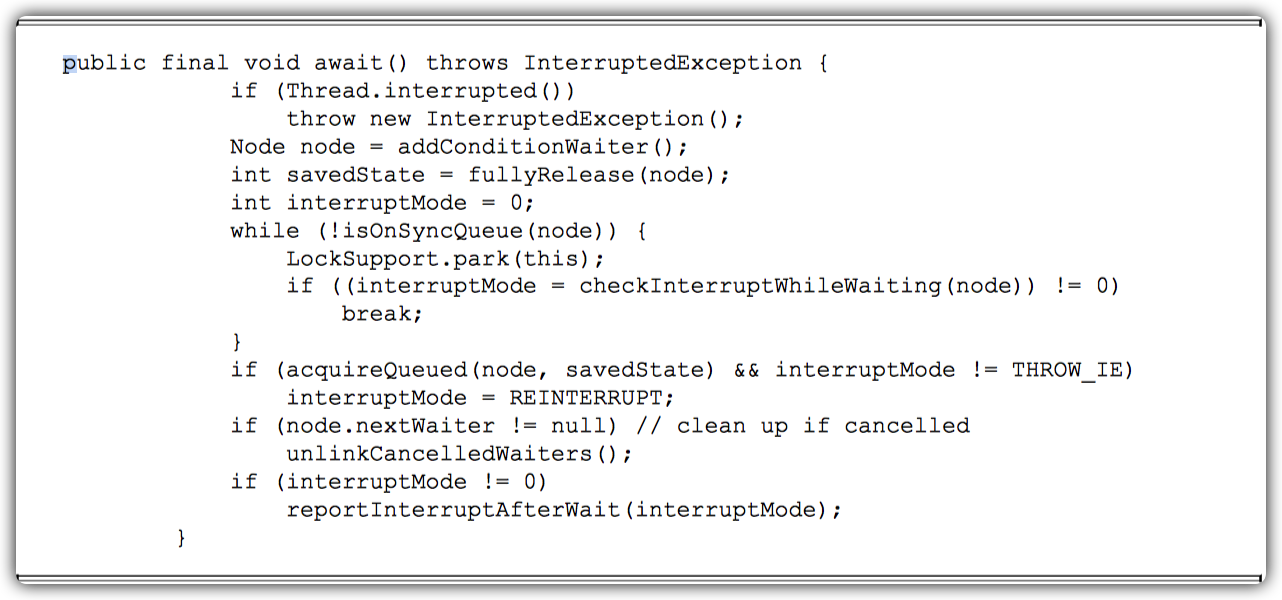 public final void await() throws InterruptedException {
if (Thread.interrupted())
throw new InterruptedException();
Node node = addConditionWaiter();
int savedState = fullyRelease(node);
int interruptMode = 0;
while (!isOnSyncQueue(node)) {
LockSupport.park(this);
if ((interruptMode = checkInterruptWhileWaiting(node)) != 0)
break;
}
if (acquireQueued(node, savedState) && interruptMode != THROW_IE)
interruptMode = REINTERRUPT;
if (node.nextWaiter != null) // clean up if cancelled
unlinkCancelledWaiters();
if (interruptMode != 0)
reportInterruptAfterWait(interruptMode);
}